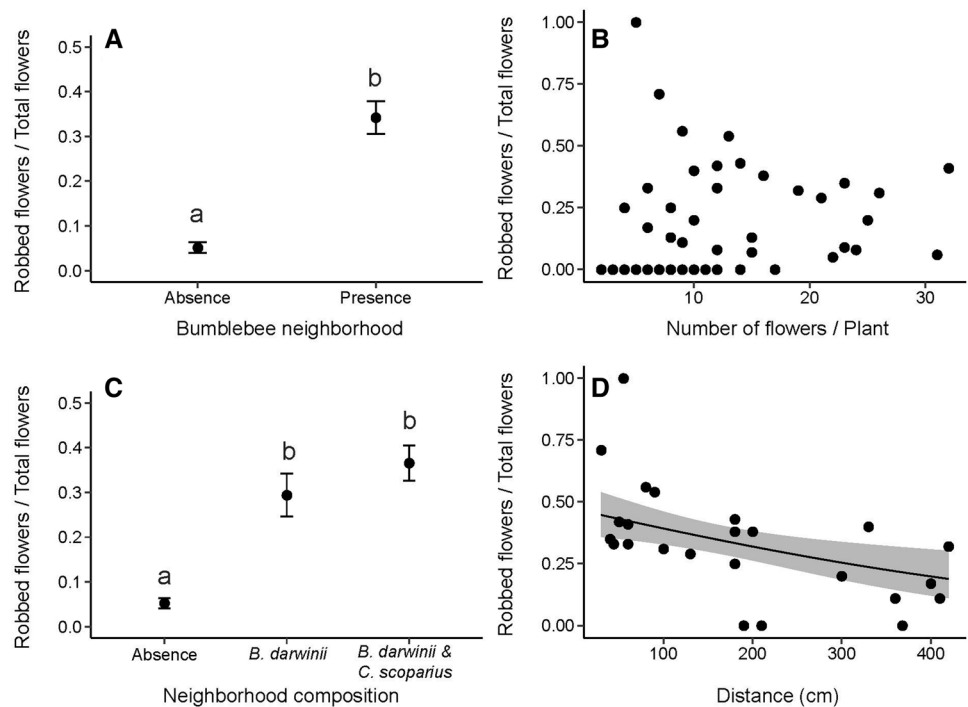 A
Robbed flowers / Total flowers
0.5
0.4
0.3
0.2
0.1
0.0
a
b
Absence
Presence
Bumblebee neighborhood
B
Robbed flowers / Total flowers
1.00
0.75
0.50
0.25
0.00
10
20
30
Number of flowers / Plant
C
Robbed flowers / Total flowers
0.5
0.4
0.3
0.2
0.1
0.0
a
b
b
Absence
B. darwinii
B. darwinii &
C. scoparius
Neighborhood composition
D
Robbed flowers / Total flowers
1.00
0.75
0.50
0.25
0.00
100
200
300
400
Distance (cm)